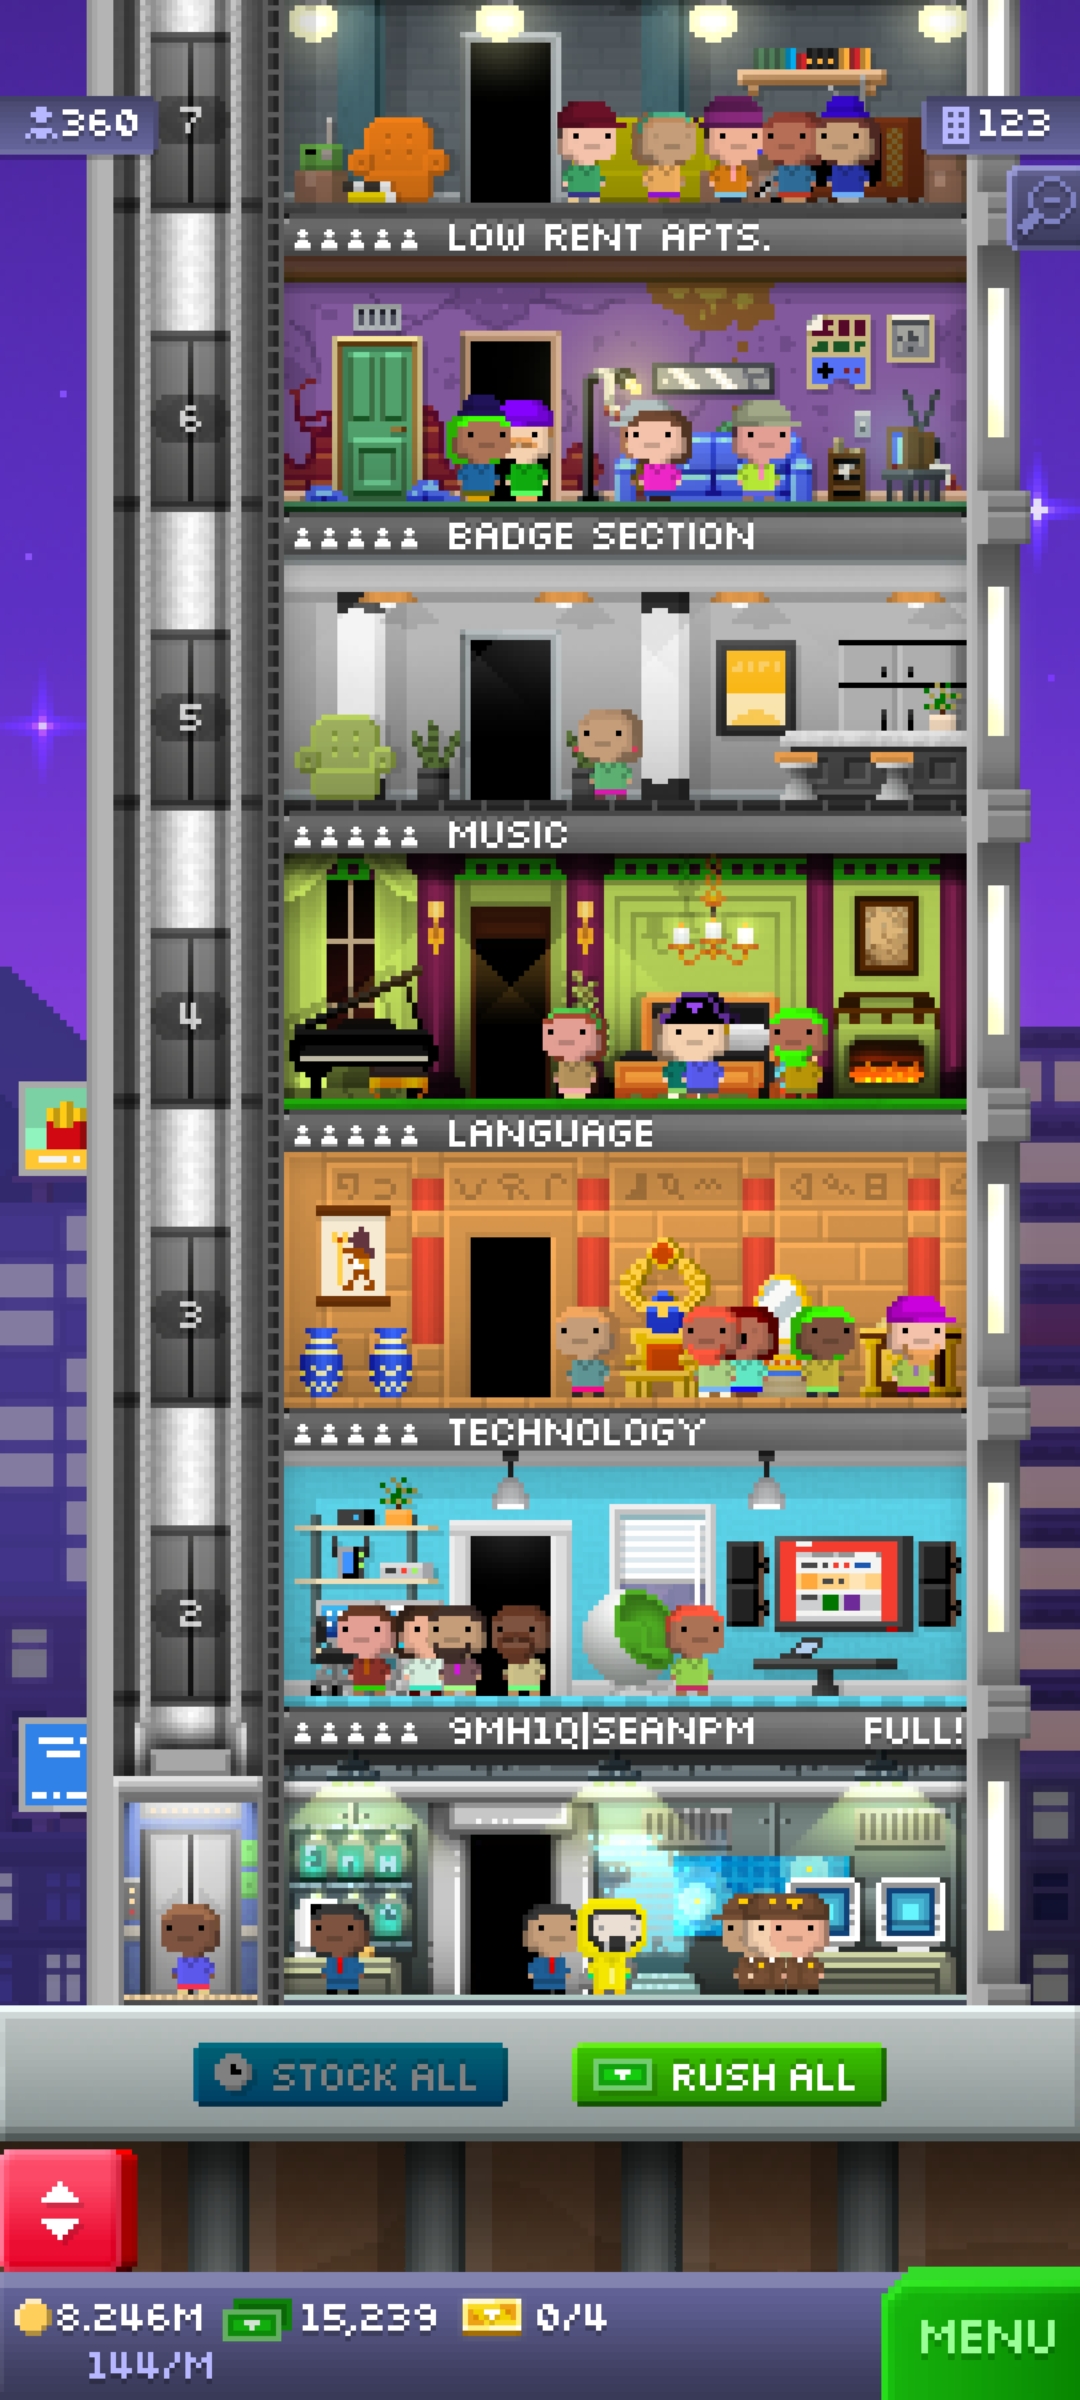 360
7
123
LOW RENT APTS.
6
BADGE SECTION
5
MUSIC
4
LANGUAGE
3
TECHNOLOGY
2
9MH1Q|SEANPM FULL!
STOCK ALL
RUSH ALL
8.246M
15,239
0/4
144/M
MENU